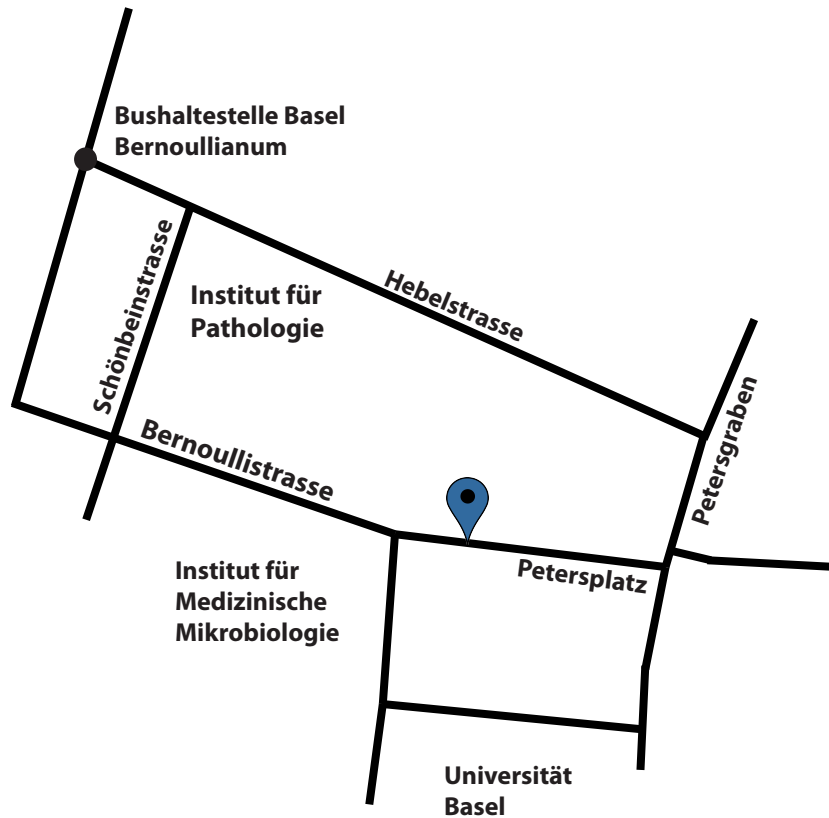 Bushaltestelle Basel
Bernoullianum
Schönbeinstrasse
Institut für
Pathologie
Hebelstrasse
Petersgraben
Bernoullistrasse
Institut für
Medizinische
Mikrobiologie
Petersplatz
Universität
Basel